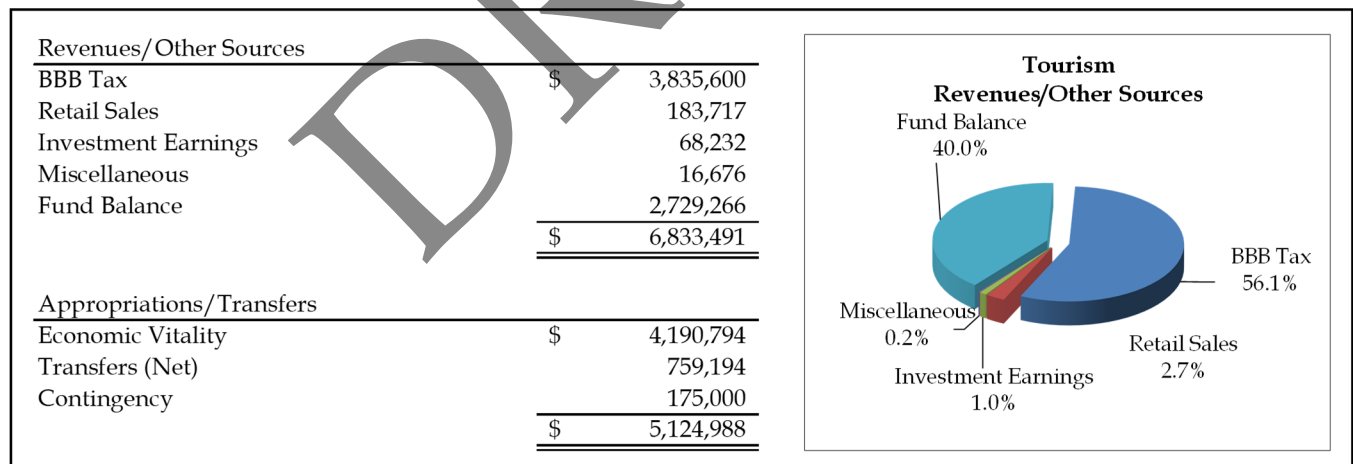 Revenues/Other Sources
BBB Tax $ 3,835,600
Retail Sales 183,717
Investment Earnings 68,232
Miscellaneous 16,676
Fund Balance 2,729,266
$ 6,833,491
Appropriations/Transfers
Economic Vitality $ 4,190,794
Transfers (Net) 759,194
Contingency 175,000
$ 5,124,988
Tourism
Revenues/Other Sources
Fund Balance
40.0%
BBB Tax
56.1%
Miscellaneous
0.2%
Retail Sales
2.7%
Investment Earnings
1.0%